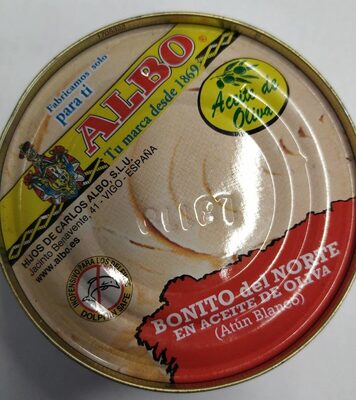 Fabricamos solo
para ti
ALBO®
Tu marca desde 1869
Aceite de
Oliva
HIJOS DE CARLOS ALBO, S.L.U.
Jacinto Benavente, 41 - VIGO - ESPAÑA
www.albo.es
DOLPHIN SAFE
BONITO del NORTE
EN ACEITE DE OLIVA
(Atún Blanco)